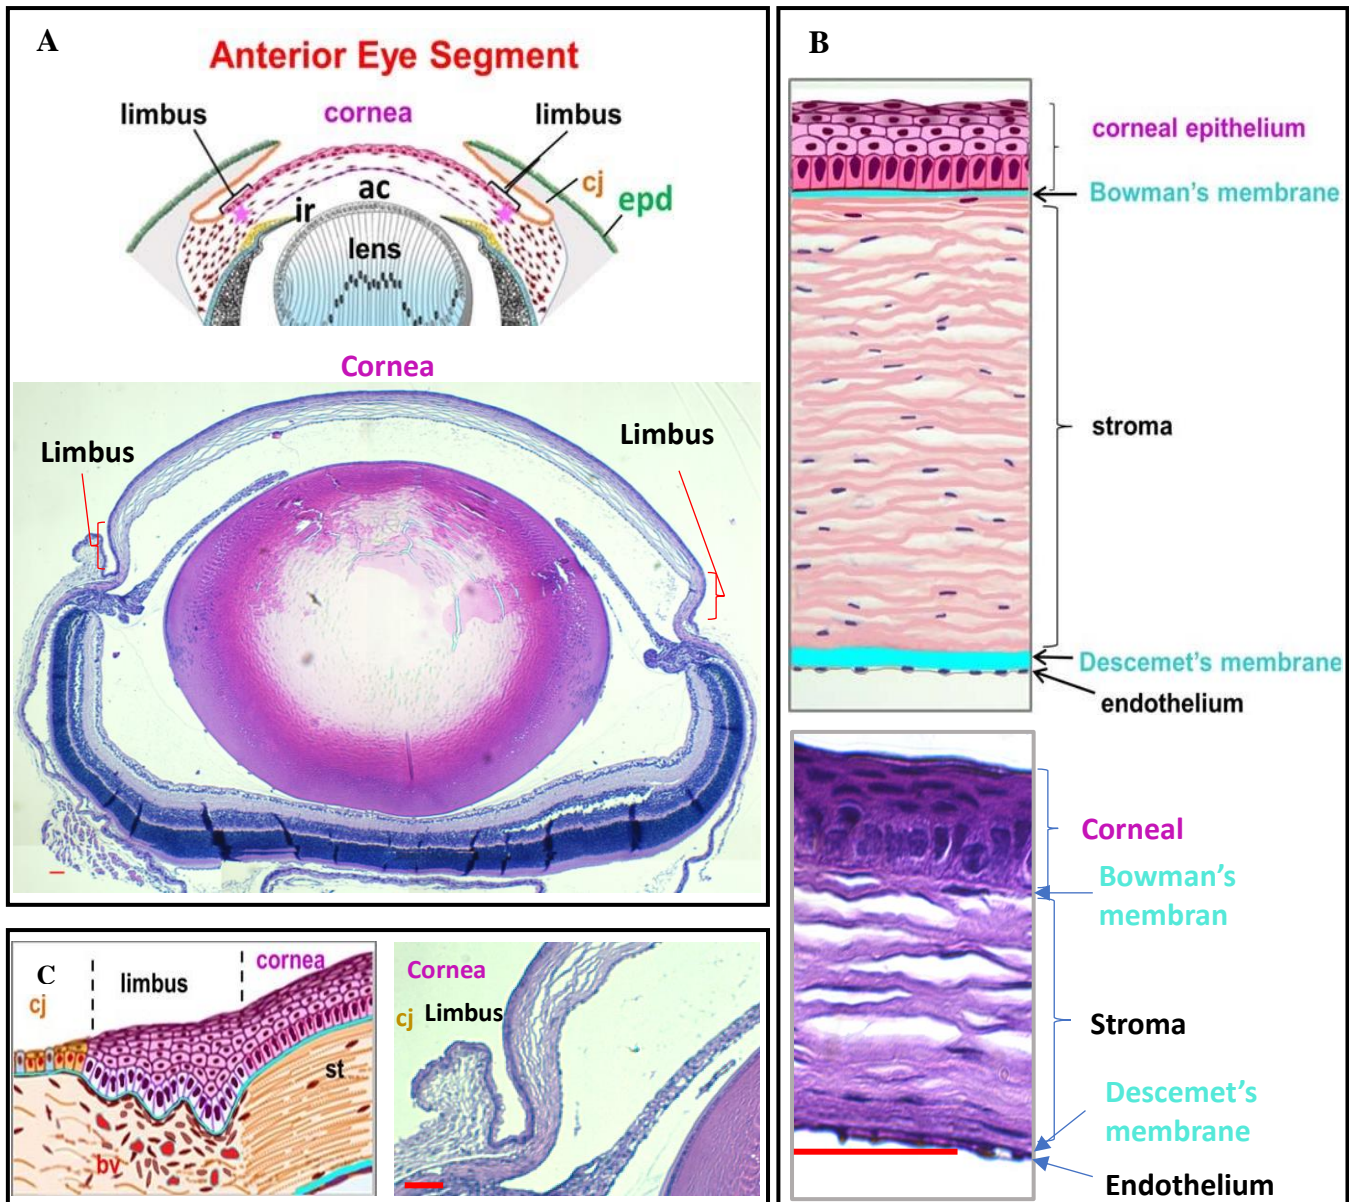 A
Anterior Eye Segment
limbus
cornea
limbus
ac
cj
ir
epd
lens
Cornea
Limbus
Limbus
B
corneal epithelium
Bowman's membrane
stroma
Descemet's membrane
endothelium
Corneal
Bowman's
membran
Stroma
Descemet's
membrane
Endothelium
C
cornea
limbus
cj
st
bv
Cornea
cj Limbus